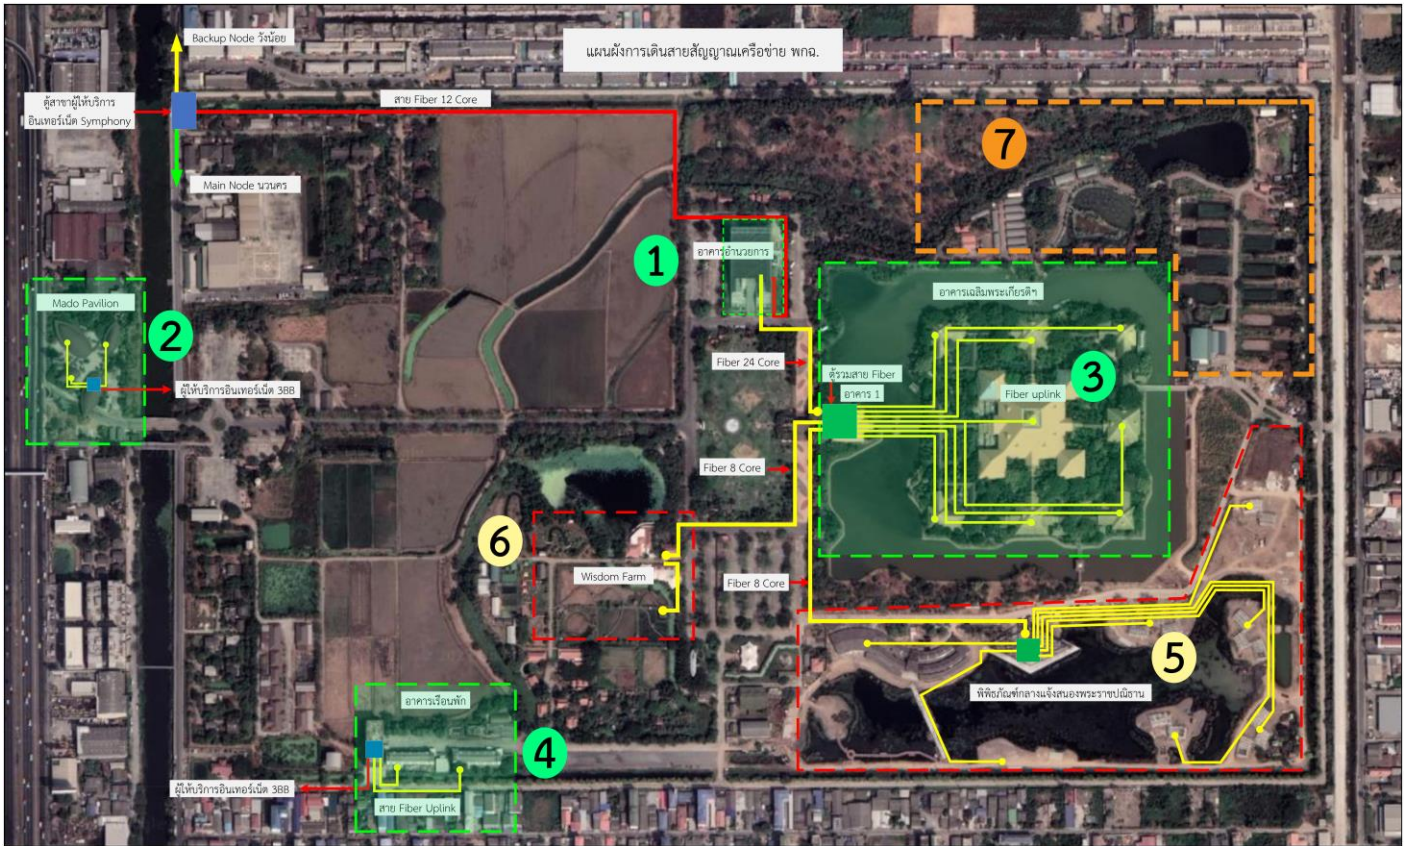 Backup Node วังน้อย
แผนผังการเดินสายสัญญาณเครือข่าย พกฉ.
ตู้สาขาผู้ให้บริการ
อินเทอร์เน็ต Symphony
สาย Fiber 12 Core
7
Main Node นวนคร
1
อาคารอำนวยการ
Mado Pavilion
2
อาคารเฉลิมพระเกียรติฯ
Fiber 24 Core
ตู้รวมสาย Fiber
อาคาร 1
3
Fiber uplink
ผู้ให้บริการอินเทอร์เน็ต 3BB
Fiber 8 Core
6
Wisdom Farm
Fiber 8 Core
5
พิพิธภัณฑ์กลางแจ้งสนองพระราชปณิธาน
อาคารเรือนพัก
4
ผู้ให้บริการอินเทอร์เน็ต 3BB
สาย Fiber Uplink